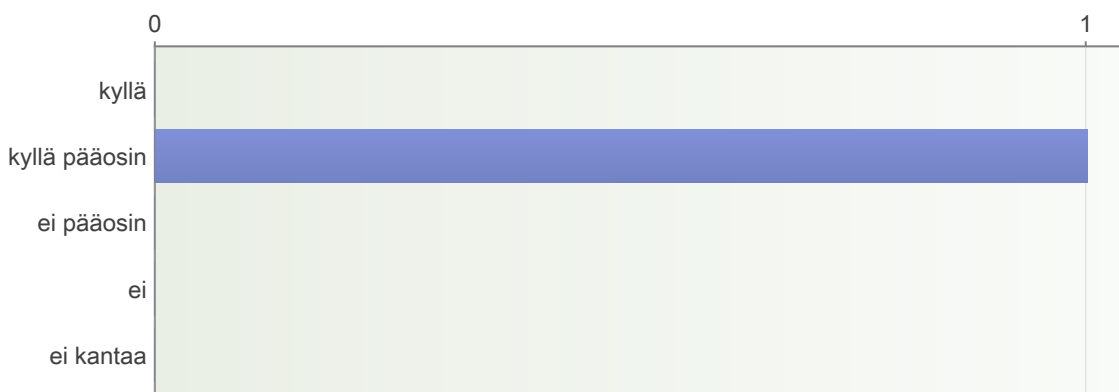 0 1
kyllä
kyllä pääosin
ei pääosin
ei
ei kantaa